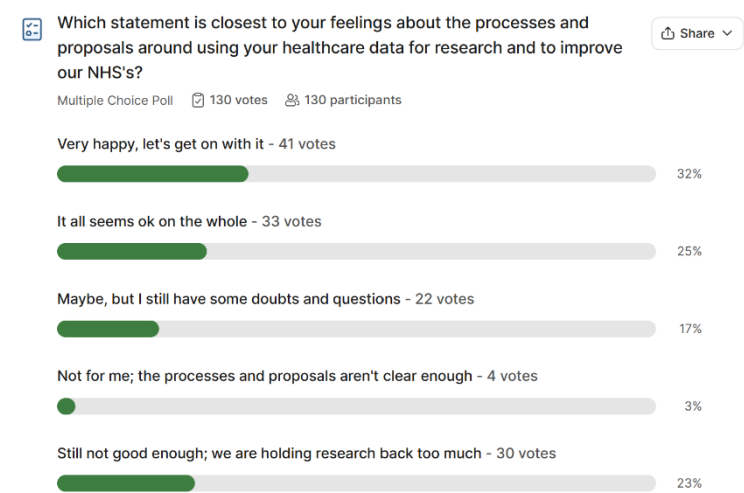 Which statement is closest to your feelings about the processes and
proposals around using your healthcare data for research and to improve
our NHS's?
Share
Multiple Choice Poll 130 votes 130 participants
Very happy, let's get on with it - 41 votes
32%
It all seems ok on the whole - 33 votes
25%
Maybe, but I still have some doubts and questions - 22 votes
17%
Not for me; the processes and proposals aren't clear enough - 4 votes
3%
Still not good enough; we are holding research back too much - 30 votes
23%